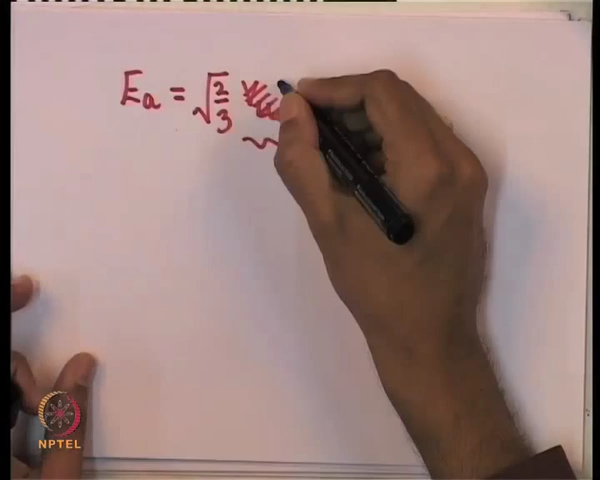 Ea = √2/3
NPTEL